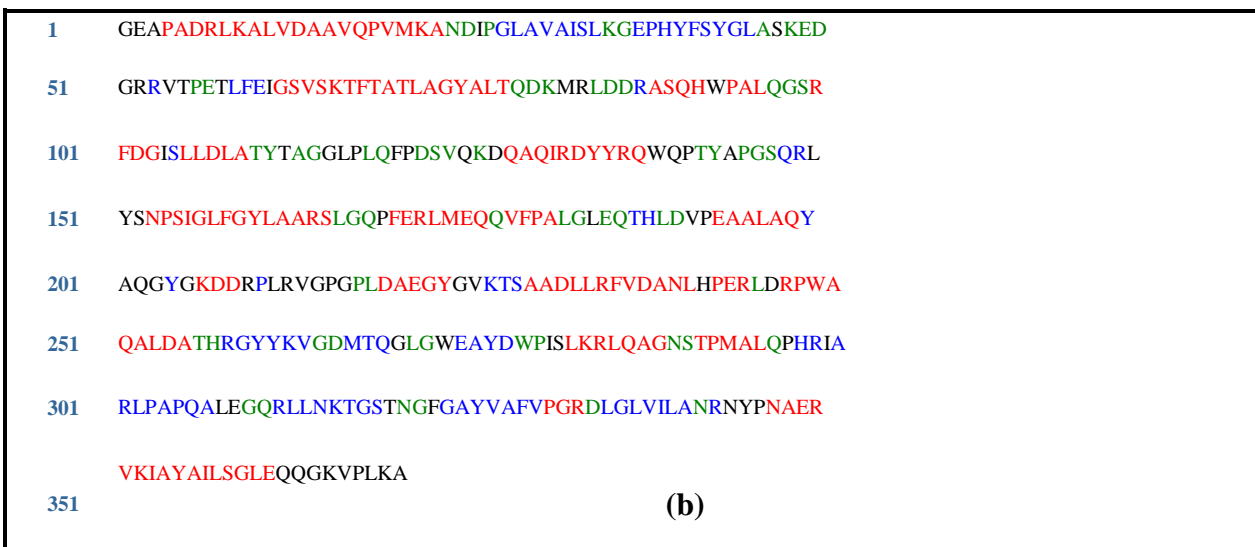 1 GEAPADRLKALVDAAVQPVMKANDIPGLAVAISLKGEPHYFSYGLASKED
51 GRRVTPETLFEIGSVSKTFTATLAGYALTQDKMRLDDRASQHWPALQGSR
101 FDGISLLDLATYTAGGLPLQFPDSVQKDQAQIRDYYRQWQPTYAPGSQRL
151 YSNPSIGLFGYLAARSLGQPFERLMEQQVFPALGLEQTHLDVPEAALAQY
201 AQGYGKDDRPLRVGPGPLDAEGYGVKTSAADLLRFVDANLHPERLDRPWA
251 QALDATHRGYYKVGDMTQGLGWEAYDWPISLKRLQAGNSTPMALQPHRIA
301 RLPAPQALEGQRLLNKTGSTNGFGAYVAFVPGRDLGLVILANRNYPNAER
VKIAYAILSGLEQQGKVPLKA
351 (b)